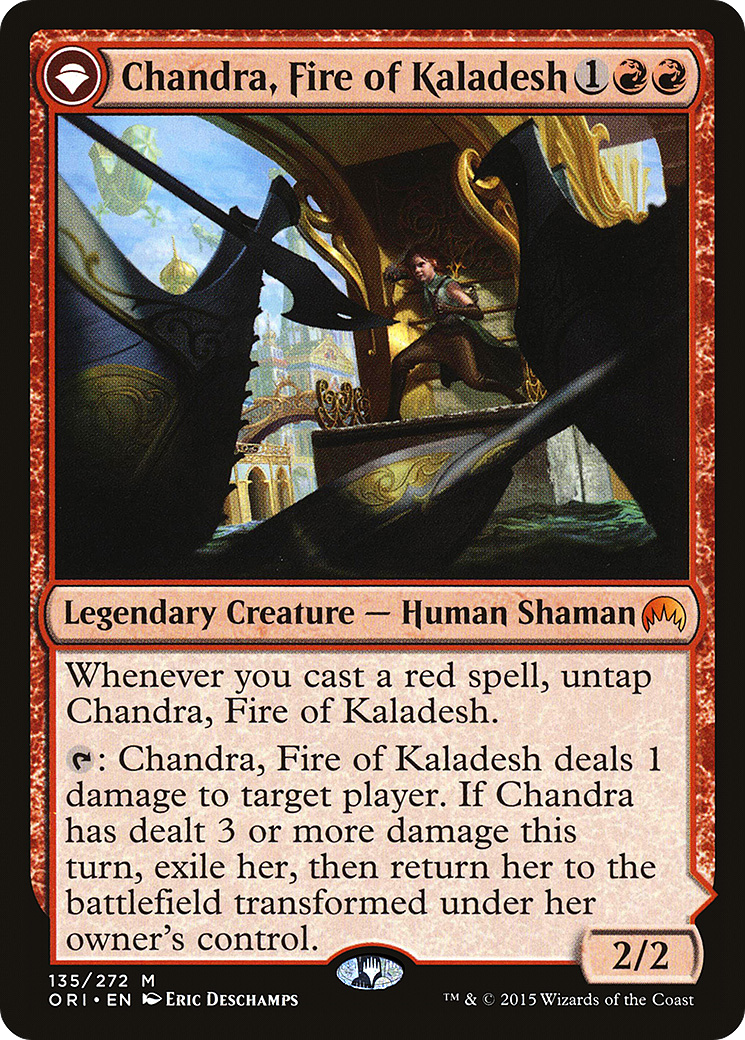 Chandra, Fire of Kaladesh 1
Legendary Creature — Human Shaman
Whenever you cast a red spell, untap
Chandra, Fire of Kaladesh.
: Chandra, Fire of Kaladesh deals 1
damage to target player. If Chandra
has dealt 3 or more damage this
turn, exile her, then return her to the
battlefield transformed under her
owner's control.
2/2
135/272 M
ORI • EN Eric Deschamps
™ & © 2015 Wizards of the Coast